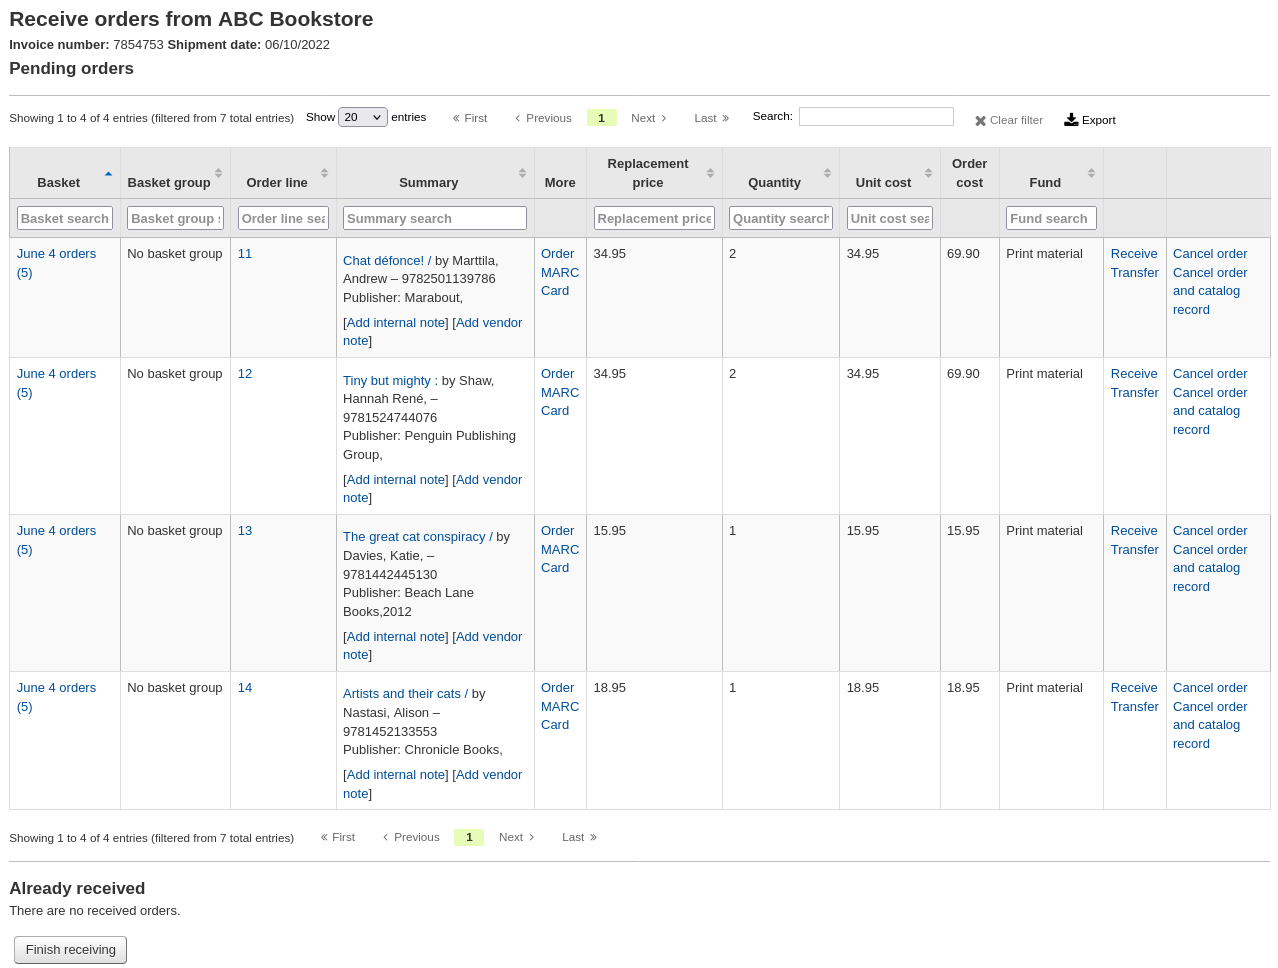 Receive orders from ABC Bookstore
Invoice number: 7854753 Shipment date: 06/10/2022
Pending orders
Showing 1 to 4 of 4 entries (filtered from 7 total entries) Show 20 entries First Previous 1 Next Last Search: Clear filter Export
Basket Basket group Order line Summary More Replacement price Quantity Unit cost Order cost Fund
Basket search Basket group s Order line sea Summary search Replacement price Quantity search Unit cost sea Fund search
June 4 orders No basket group 11 Chat défonce! / by Marttila, Order 34.95 2 34.95 69.90 Print material Receive Cancel order
(5) Andrew – 9782501139786 MARC Transfer Cancel order
Publisher: Marabout, Card and catalog
record
[Add internal note] [Add vendor
note]
June 4 orders No basket group 12 Tiny but mighty : by Shaw, Order 34.95 2 34.95 69.90 Print material Receive Cancel order
(5) Hannah René, – MARC Transfer Cancel order
9781524744076 Card and catalog
Publisher: Penguin Publishing record
Group,
[Add internal note] [Add vendor
note]
June 4 orders No basket group 13 The great cat conspiracy / by Order 15.95 1 15.95 15.95 Print material Receive Cancel order
(5) Davies, Katie, – MARC Transfer Cancel order
9781442445130 Card and catalog
Publisher: Beach Lane record
Books,2012
[Add internal note] [Add vendor
note]
June 4 orders No basket group 14 Artists and their cats / by Order 18.95 1 18.95 18.95 Print material Receive Cancel order
(5) Nastasi, Alison – MARC Transfer Cancel order
9781452133553 Card and catalog
Publisher: Chronicle Books, record
[Add internal note] [Add vendor
note]
Showing 1 to 4 of 4 entries (filtered from 7 total entries) First Previous 1 Next Last
Already received
There are no received orders.
Finish receiving